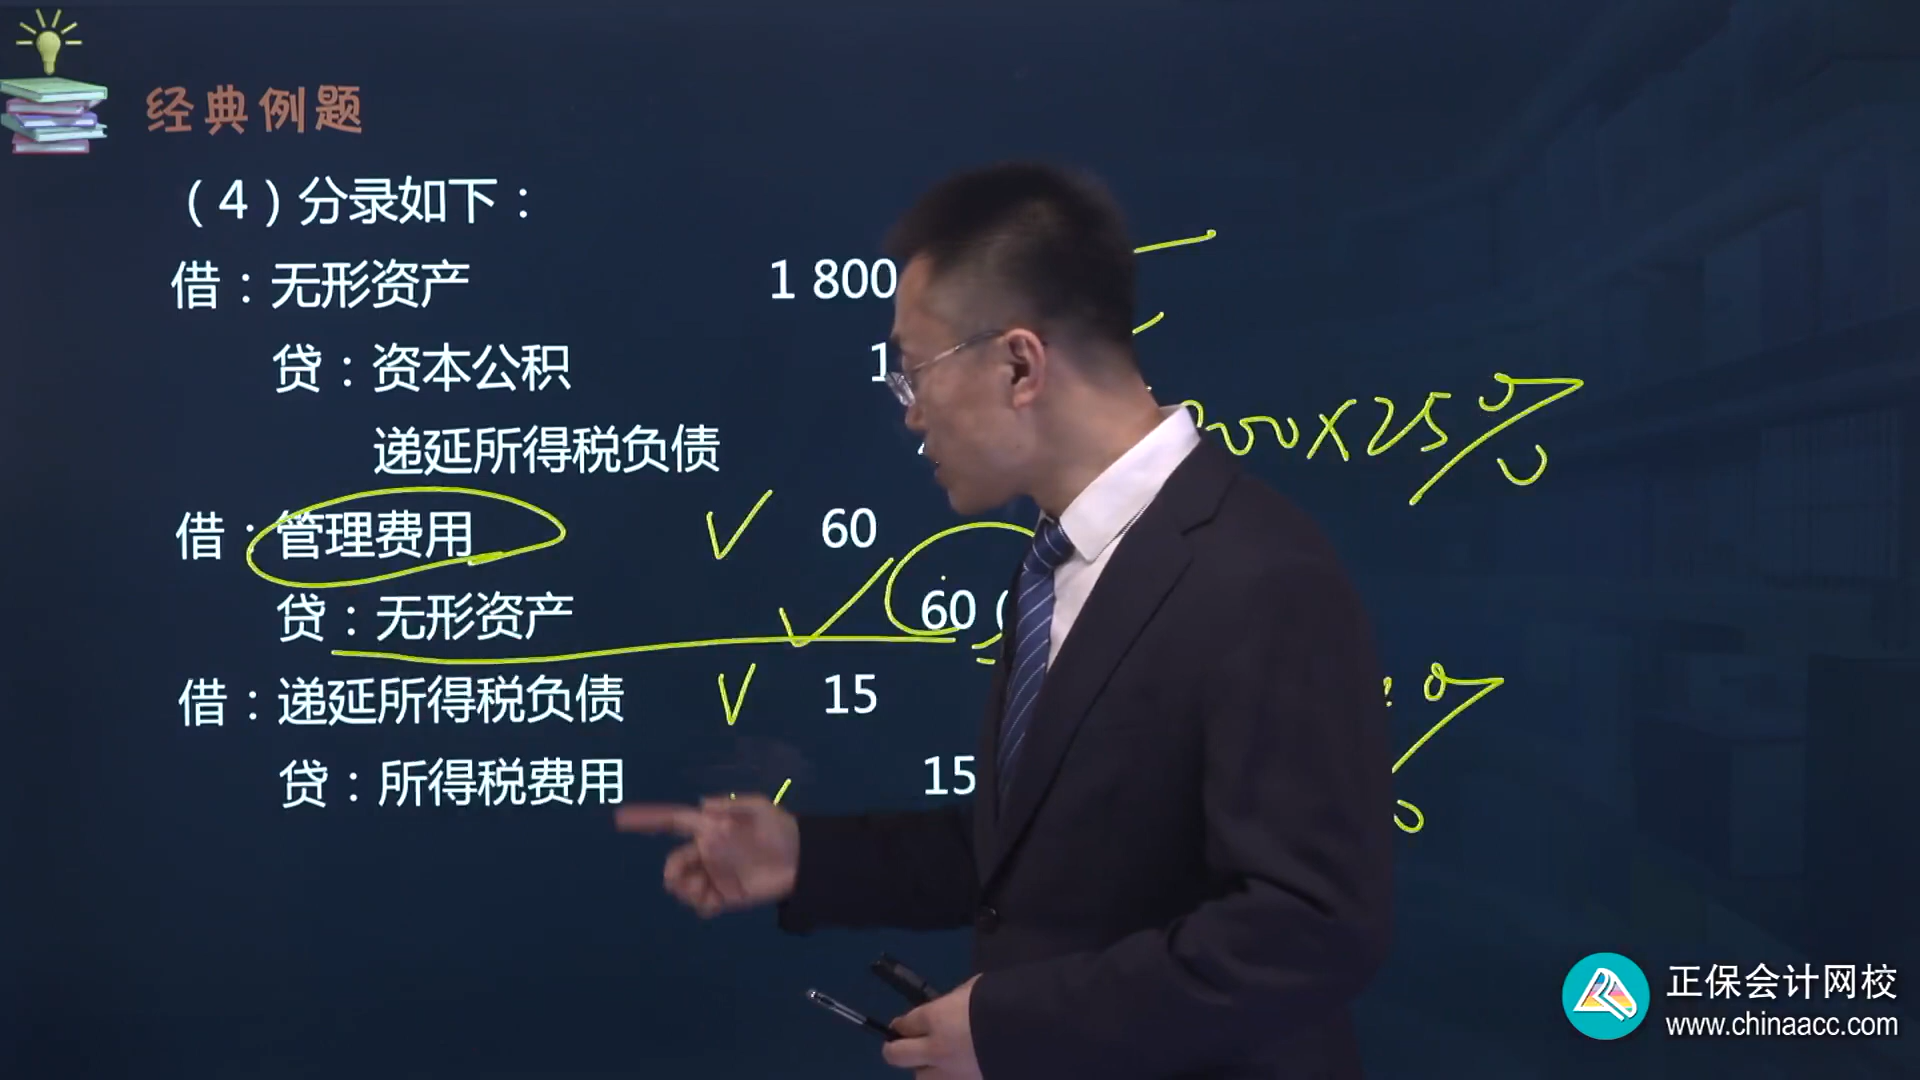 经典例题
（4）分录如下：
借：无形资产 1 800
贷：资本公积 1
递延所得税负债
00×25%
借：管理费用 60
贷：无形资产 60（
借：递延所得税负债 15
贷：所得税费用 15
正保会计网校
www.chinaacc.com